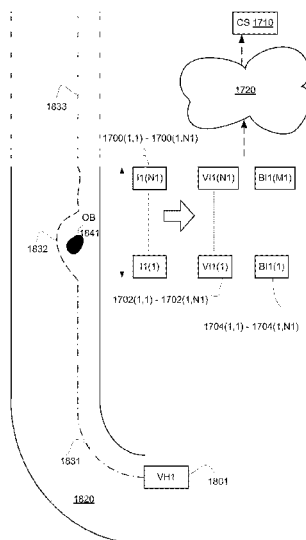 CS 1710
1720
1833
1700(1,1) - 1700(1,N1)
I1(N1)
VI1(N1)
BI1(M1)
OB
1841
1832
I1(1)
VI1(1)
BI1(1)
1702(1,1) - 1702(1,N1)
1704(1,1) - 1704(1,N1)
1831
VH1
1801
1820